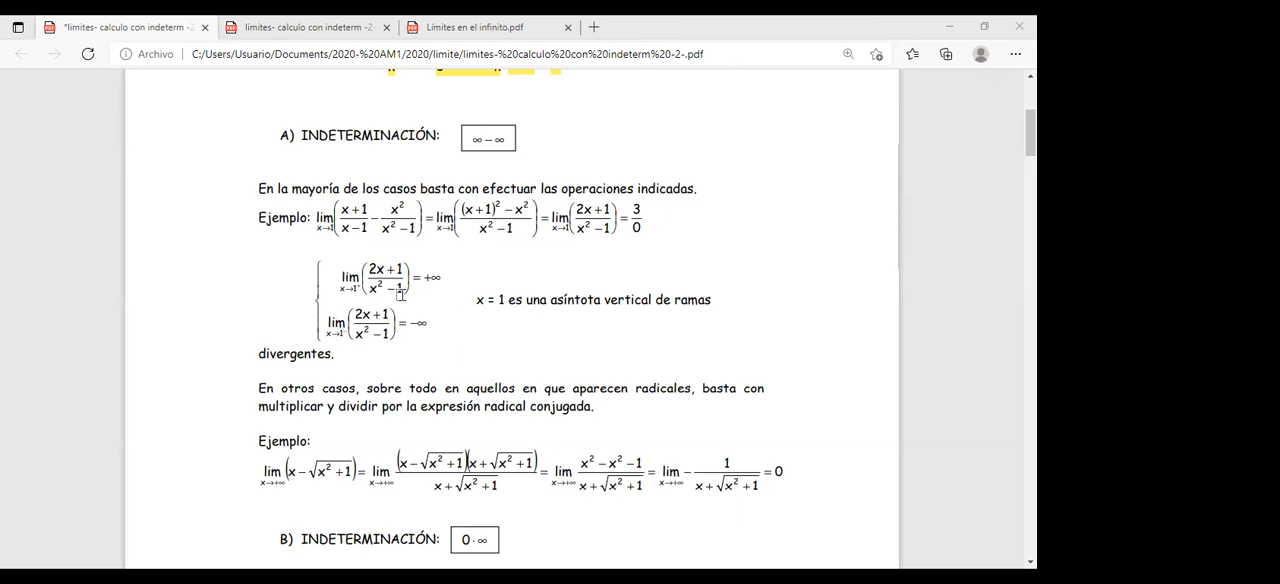 *limites- calculo con indeterm -2
limites- calculo con indeterm -2-
Límites en el infinito.pdf
Archivo
C:/Users/Usuario/Documents/2020-%20AM1/2020/limite/limites-%20calculo%20con%20indeterm%20-2-.pdf
A) INDETERMINACIÓN: ∞ – ∞
En la mayoría de los casos basta con efectuar las operaciones indicadas.
Ejemplo: lim x→1 (x+1/x−1 − x²/x²−1) = lim x→1 ((x+1)²−x²/x²−1) = lim x→1 (2x+1/x²−1) = 3/0
lim x→1⁺ (2x+1/x²−1) = +∞
x = 1 es una asíntota vertical de ramas
lim x→1⁻ (2x+1/x²−1) = −∞
divergentes.
En otros casos, sobre todo en aquellos en que aparecen radicales, basta con
multiplicar y dividir por la expresión radical conjugada.
Ejemplo:
lim x→+∞ (x−√x²+1) = lim x→+∞ (x−√x²+1)(x+√x²+1)/x+√x²+1 = lim x→+∞ x²−x²−1/x+√x²+1 = lim x→+∞ − 1/x+√x²+1 = 0
B) INDETERMINACIÓN: 0 · ∞